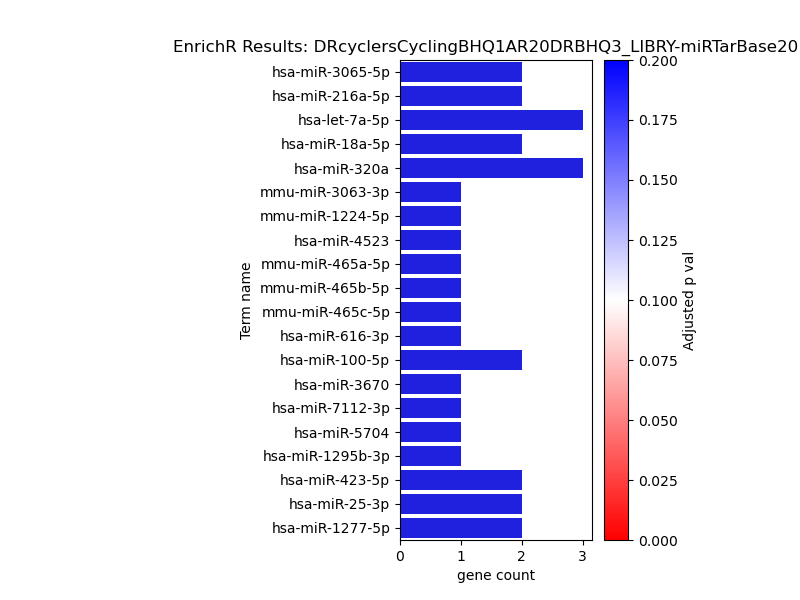 EnrichR Results: DRcyclersCyclingBHQ1AR20DRBHQ3_LIBRY-miRTarBase20
hsa-miR-3065-5p
hsa-miR-216a-5p
hsa-let-7a-5p
hsa-miR-18a-5p
hsa-miR-320a
mmu-miR-3063-3p
mmu-miR-1224-5p
hsa-miR-4523
mmu-miR-465a-5p
mmu-miR-465b-5p
mmu-miR-465c-5p
hsa-miR-616-3p
hsa-miR-100-5p
hsa-miR-3670
hsa-miR-7112-3p
hsa-miR-5704
hsa-miR-1295b-3p
hsa-miR-423-5p
hsa-miR-25-3p
hsa-miR-1277-5p
Term name
0 1 2 3
gene count
0.200
0.175
0.150
0.125
0.100
0.075
0.050
0.025
0.000
Adjusted p val